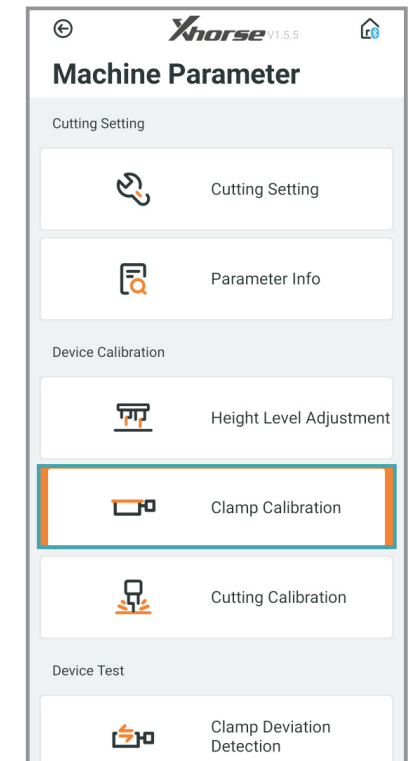 Xhorse V1.5.5
Machine Parameter
Cutting Setting
Cutting Setting
Parameter Info
Device Calibration
Height Level Adjustment
Clamp Calibration
Cutting Calibration
Device Test
Clamp Deviation
Detection